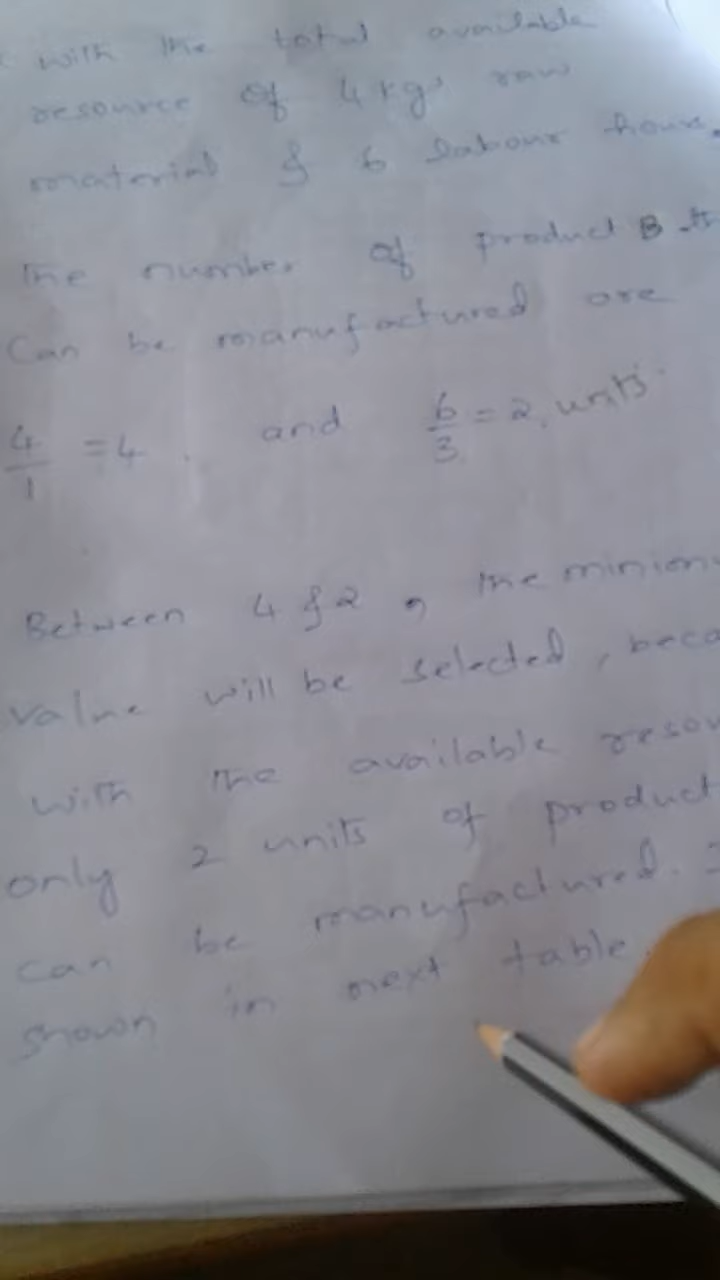 with the total available
resource of 4 kgs raw
material & 6 labour hours
The number of product B
Can be manufactured are
4/1 = 4 . and 6/3 = 2 units.
Between 4 & 2 , the
value will be selected ,
with the available
only 2 units of product
can be manufactured.
shown in next table.